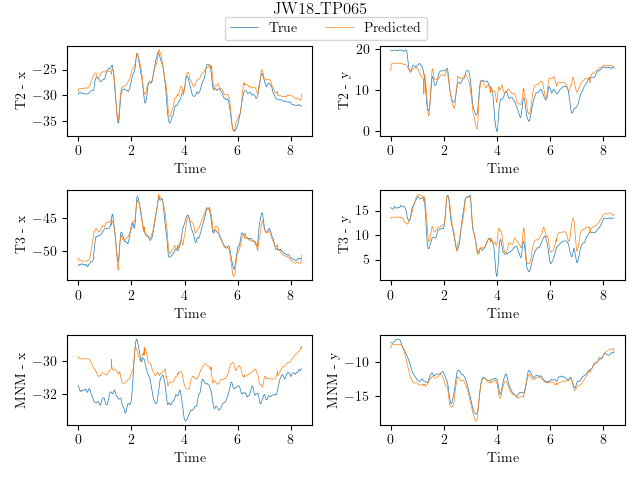 JW18_TP065
True Predicted
T2 - x
−25
−30
−35
0 2 4 6 8
Time
T2 - y
20
10
0
0 2 4 6 8
Time
T3 - x
−45
−50
0 2 4 6 8
Time
T3 - y
15
10
5
0 2 4 6 8
Time
MNM - x
−30
−32
0 2 4 6 8
Time
MNM - y
−10
−15
0 2 4 6 8
Time